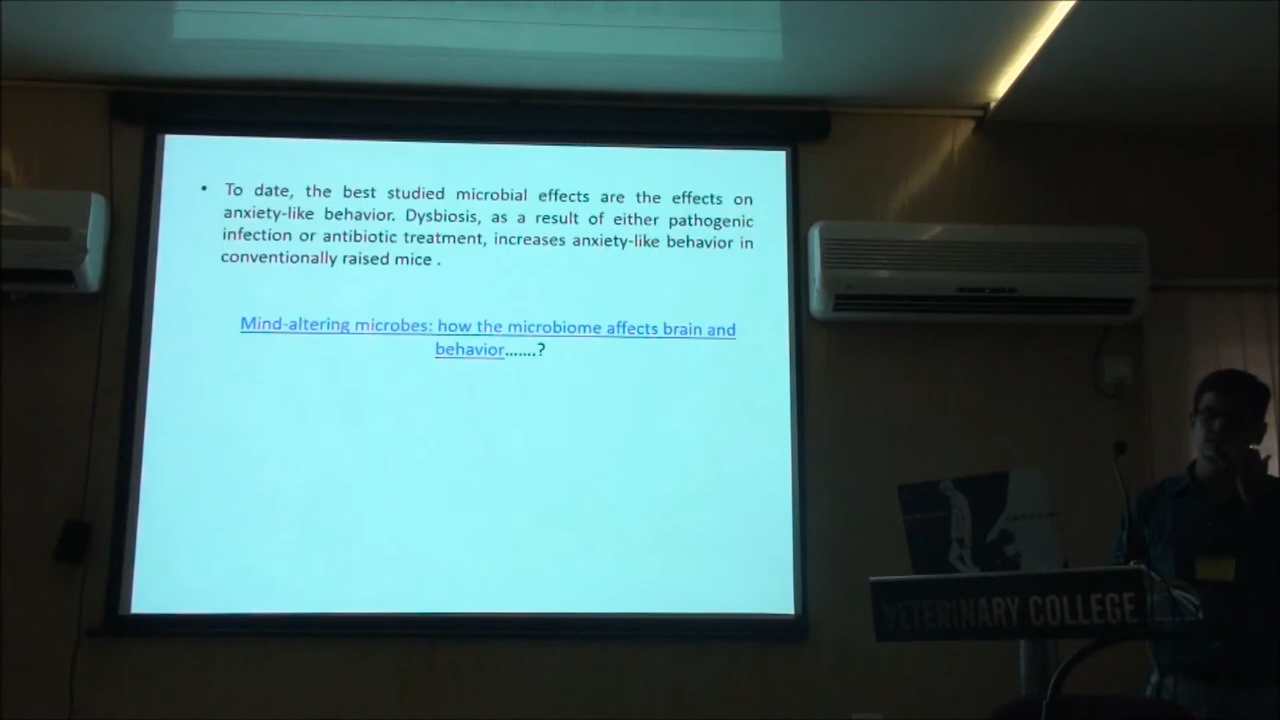 • To date, the best studied microbial effects are the effects on
anxiety-like behavior. Dysbiosis, as a result of either pathogenic
infection or antibiotic treatment, increases anxiety-like behavior in
conventionally raised mice .
Mind-altering microbes: how the microbiome affects brain and
behavior.......?
VETERINARY COLLEGE